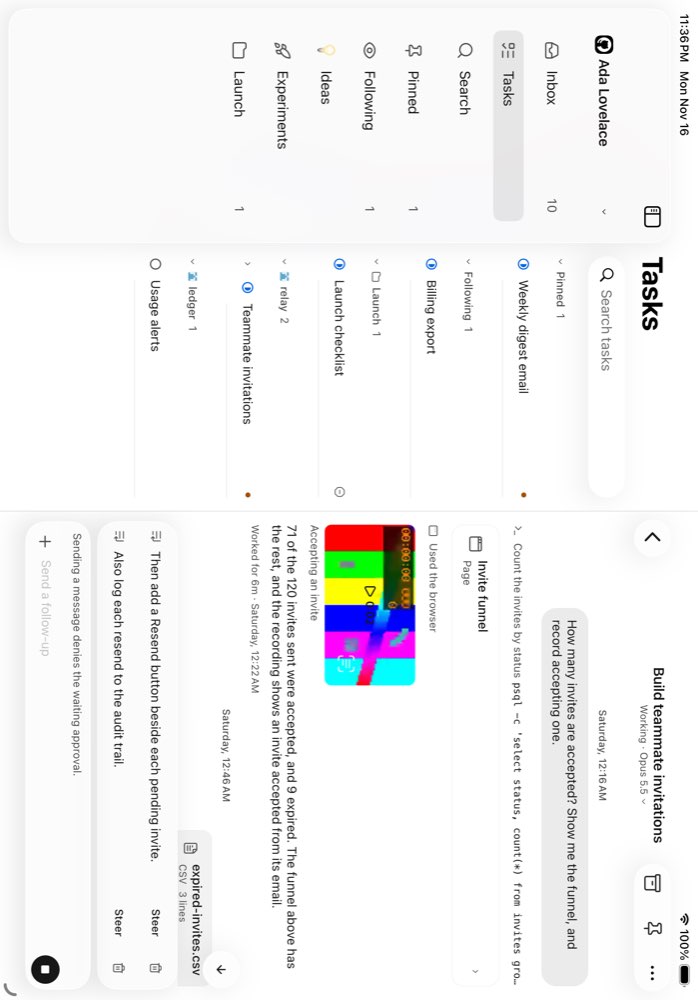 11:36 PM Mon Nov 16
100%
Ada Lovelace
Inbox 10
Tasks
Search
Pinned 1
Following 1
Ideas
Experiments
Launch 1
Tasks
Search tasks
Pinned 1
Weekly digest email
Following 1
Billing export
Launch 1
Launch checklist
relay 2
Teammate invitations
ledger 1
Usage alerts
Build teammate invitations
Working · Opus 5.5
Saturday, 12:16 AM
How many invites are accepted? Show me the funnel, and
record accepting one.
Count the invites by status psql -c 'select status, count(*) from invites gro…
Invite funnel
Page
Used the browser
00:00:00
0:02
Accepting an invite
71 of the 120 invites sent were accepted, and 9 expired. The funnel above has
the rest, and the recording shows an invite accepted from its email.
Worked for 6m · Saturday, 12:22 AM
Saturday, 12:46 AM
expired-invites.csv
CSV 3 lines
Then add a Resend button beside each pending invite. Steer
Also log each resend to the audit trail. Steer
Sending a message denies the waiting approval.
Send a follow-up